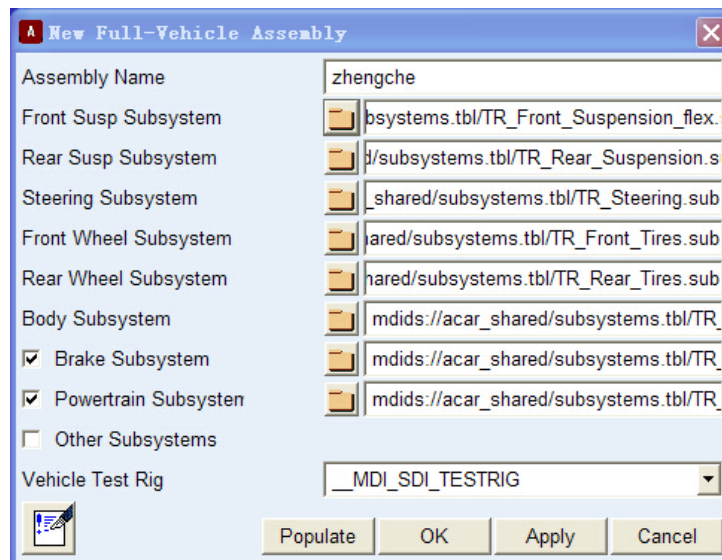 A New Full-Vehicle Assembly
Assembly Name zhengche
Front Susp Subsystem bsystems.tbl/TR_Front_Suspension_flex.s
Rear Susp Subsystem d/subsystems.tbl/TR_Rear_Suspension.s
Steering Subsystem _shared/subsystems.tbl/TR_Steering.sub
Front Wheel Subsystem hared/subsystems.tbl/TR_Front_Tires.sub
Rear Wheel Subsystem hared/subsystems.tbl/TR_Rear_Tires.sub
Body Subsystem mdids://acar_shared/subsystems.tbl/TR_
Brake Subsystem mdids://acar_shared/subsystems.tbl/TR_
Powertrain Subsystem mdids://acar_shared/subsystems.tbl/TR_
Other Subsystems
Vehicle Test Rig __MDI_SDI_TESTRIG
Populate OK Apply Cancel